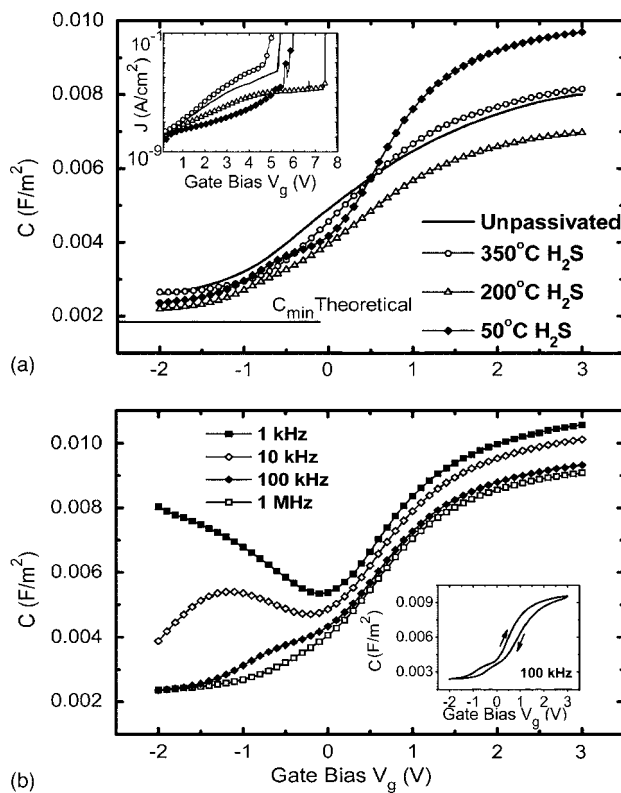 10⁻¹
J (A/cm²)
10⁻⁹
1 2 3 4 5 6 7 8
Gate Bias V_g (V)
0.010
0.008
0.006
0.004
0.002
C (F/m²)
Unpassivated
350°C H₂S
200°C H₂S
50°C H₂S
C_min Theoretical
-2 -1 0 1 2 3
(a)
1 kHz
10 kHz
100 kHz
1 MHz
0.010
0.008
0.006
0.004
0.002
C (F/m²)
0.009
0.006
0.003
C (F/m²)
100 kHz
-2 -1 0 1 2 3
Gate Bias V_g (V)
-2 -1 0 1 2 3
Gate Bias V_g (V)
(b)